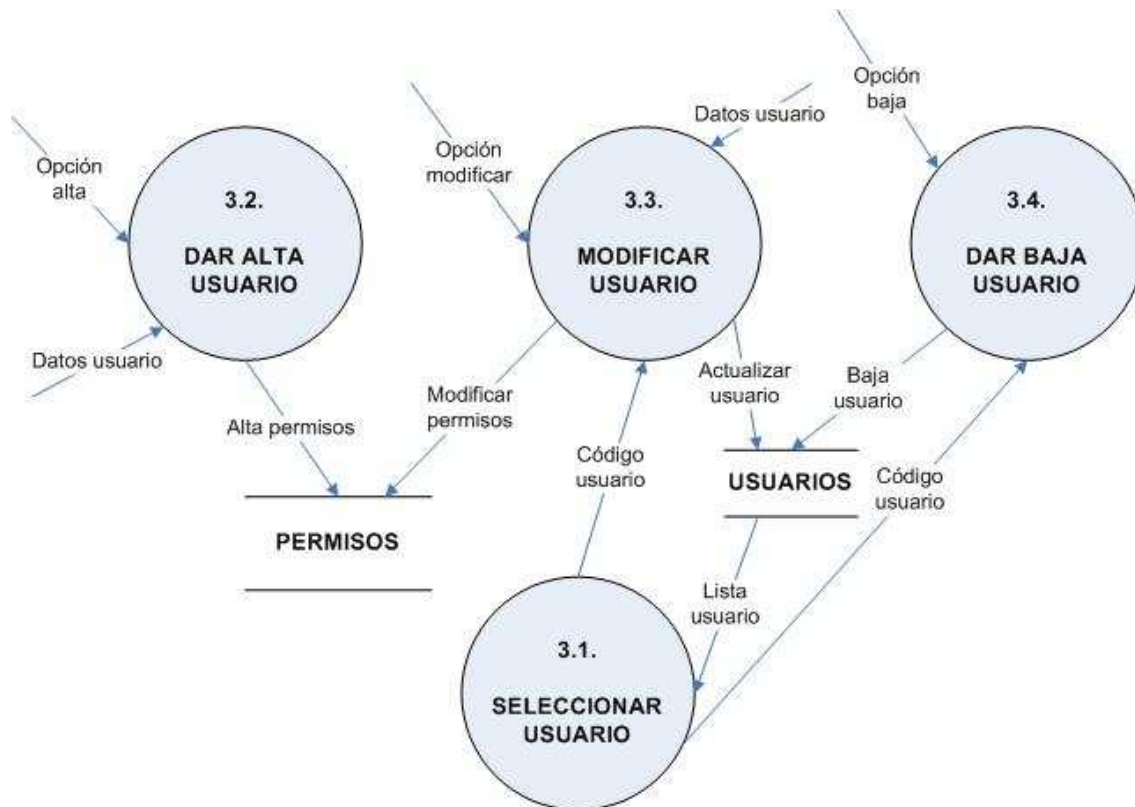 Opción
baja
Datos usuario
Opción
alta
Opción
modificar
3.2.
DAR ALTA
USUARIO
3.3.
MODIFICAR
USUARIO
3.4.
DAR BAJA
USUARIO
Datos usuario
Alta permisos
Modificar
permisos
Actualizar
usuario
Baja
usuario
Código
usuario
USUARIOS
Código
usuario
PERMISOS
Lista
usuario
3.1.
SELECCIONAR
USUARIO